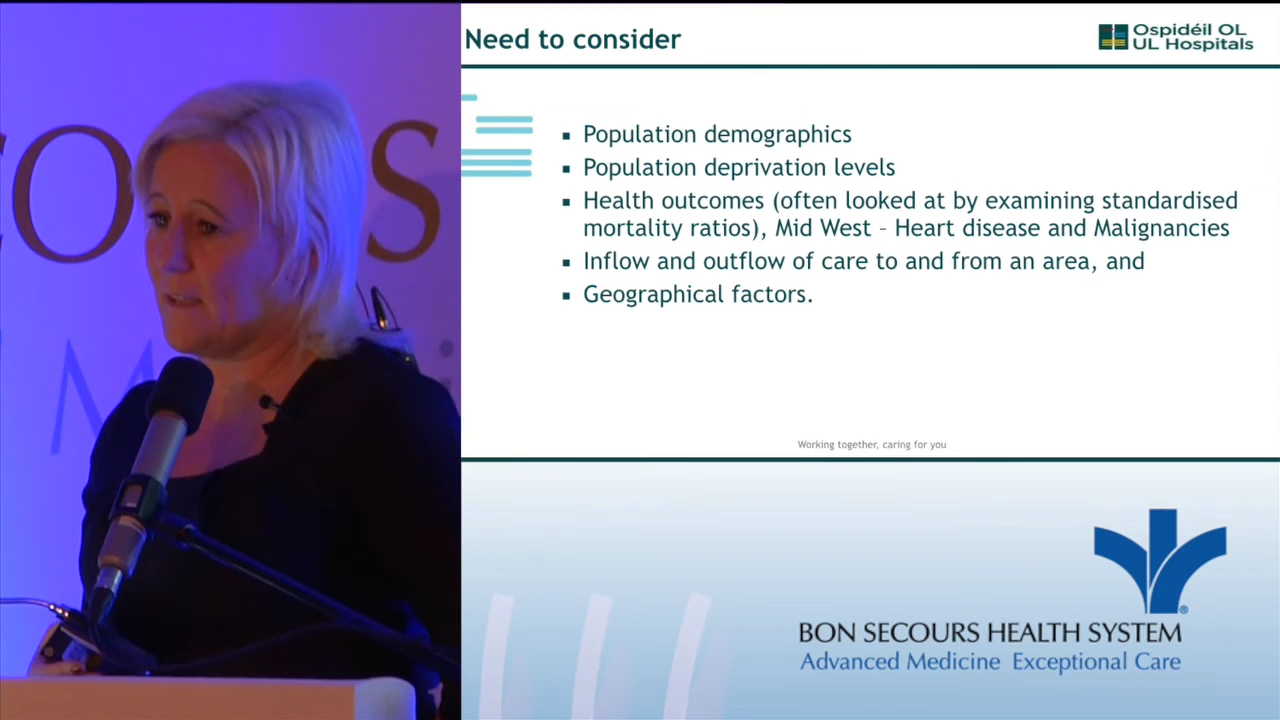 Need to consider
Ospidéil OL
UL Hospitals
▪ Population demographics
▪ Population deprivation levels
▪ Health outcomes (often looked at by examining standardised
mortality ratios), Mid West – Heart disease and Malignancies
▪ Inflow and outflow of care to and from an area, and
▪ Geographical factors.
Working together, caring for you
BON SECOURS HEALTH SYSTEM
Advanced Medicine Exceptional Care